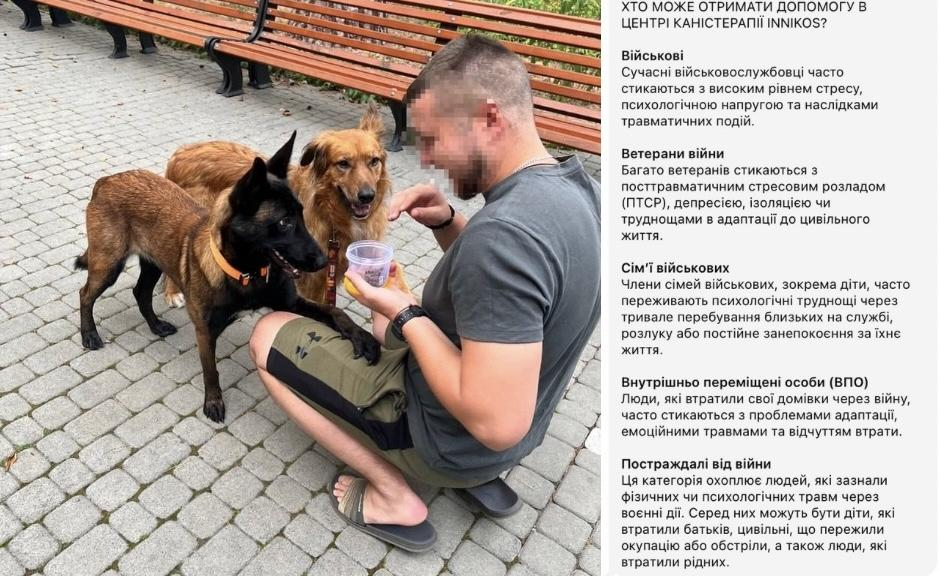 ХТО МОЖЕ ОТРИМАТИ ДОПОМОГУ В
ЦЕНТРІ КАНІСТЕРАПІЇ INNIKOS?
Військові
Сучасні військовослужбовці часто
стикаються з високим рівнем стресу,
психологічною напругою та наслідками
травматичних подій.
Ветерани війни
Багато ветеранів стикаються з
посттравматичним стресовим розладом
(ПТСР), депресією, ізоляцією чи
труднощами в адаптації до цивільного
життя.
Сім’ї військових
Члени сімей військових, зокрема діти, часто
переживають психологічні труднощі через
тривале перебування близьких на службі,
розлуку або постійне занепокоєння за їхнє
життя.
Внутрішньо переміщені особи (ВПО)
Люди, які втратили свої домівки через війну,
часто стикаються з проблемами адаптації,
емоційними травмами та відчуттям втрати.
Постраждалі від війни
Ця категорія охоплює людей, які зазнали
фізичних чи психологічних травм через
воєнні дії. Серед них можуть бути діти, які
втратили батьків, цивільні, що пережили
окупацію або обстріли, а також люди, які
втратили рідних.